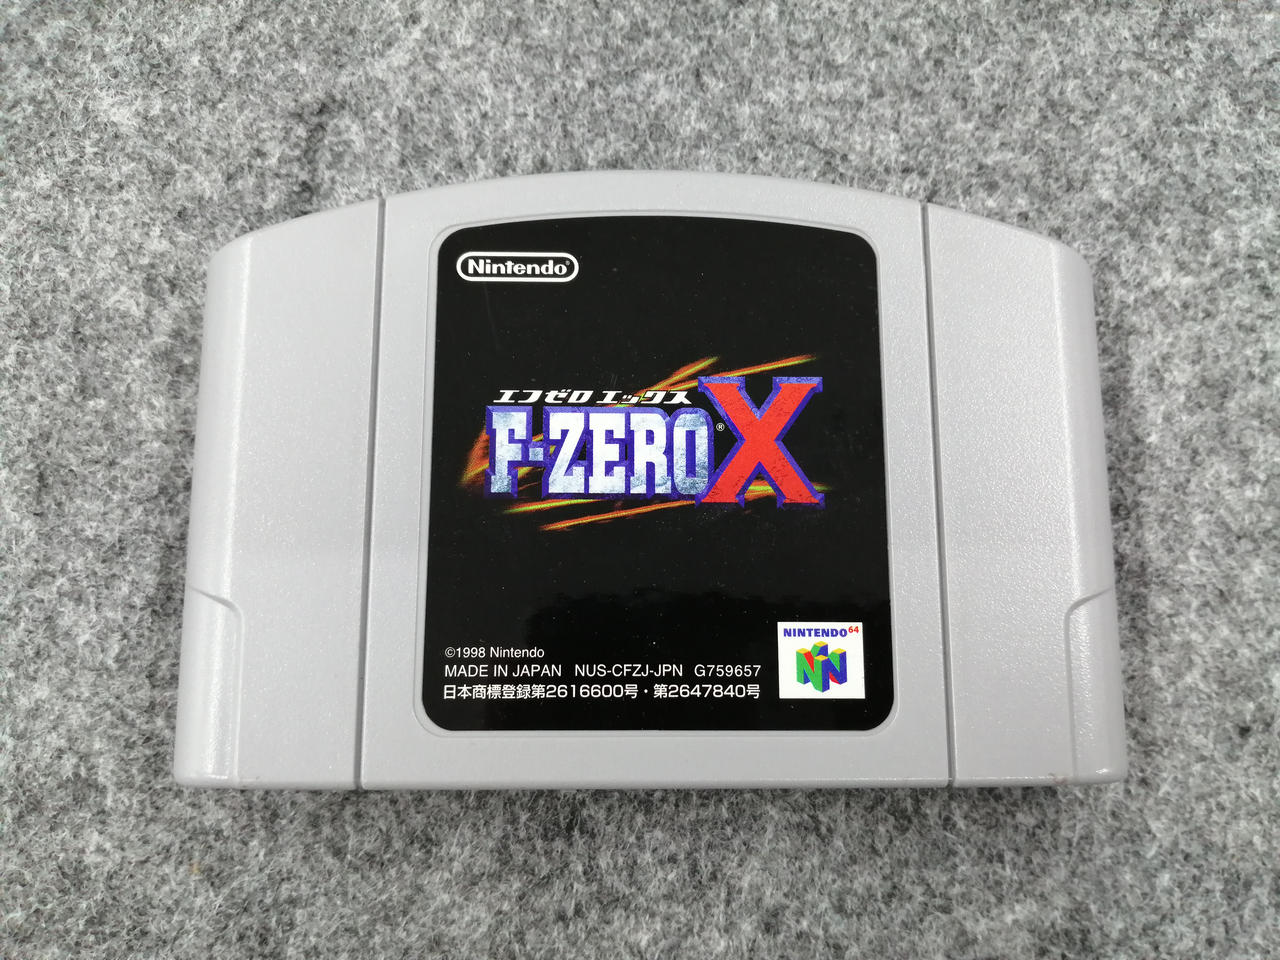 Nintendo®
エフゼロ エックス
F-ZERO X®
©1998 Nintendo
MADE IN JAPAN NUS-CFZJ-JPN G759657
日本商標登録第2616600号・第2647840号
NINTENDO64